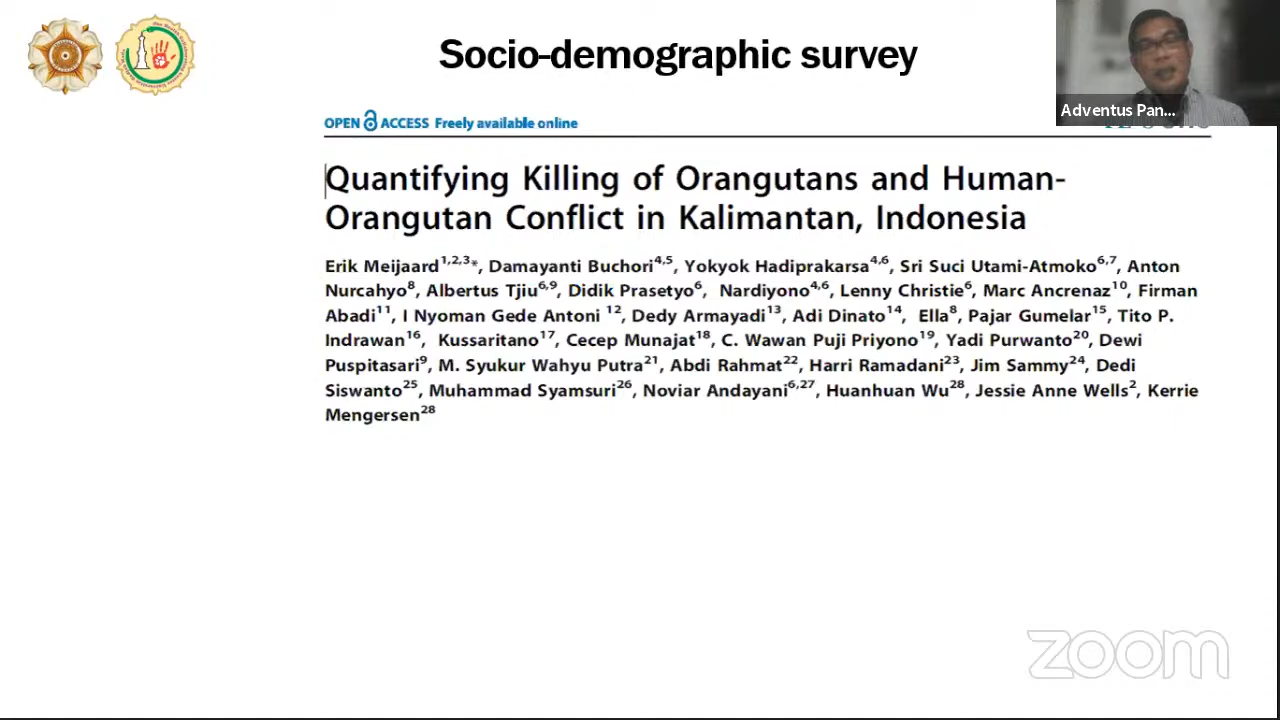 Socio-demographic survey
Adventus Pan...
OPEN ACCESS Freely available online
Quantifying Killing of Orangutans and Human-
Orangutan Conflict in Kalimantan, Indonesia
Erik Meijaard1,2,3*, Damayanti Buchori4,5, Yokyok Hadiprakarsa4,6, Sri Suci Utami-Atmoko6,7, Anton
Nurcahyo8, Albertus Tjiu6,9, Didik Prasetyo6, Nardiyono4,6, Lenny Christie6, Marc Ancrenaz10, Firman
Abadi11, I Nyoman Gede Antoni 12, Dedy Armayadi13, Adi Dinato14, Ella8, Pajar Gumelar15, Tito P.
Indrawan16, Kussaritano17, Cecep Munajat18, C. Wawan Puji Priyono19, Yadi Purwanto20, Dewi
Puspitasari9, M. Syukur Wahyu Putra21, Abdi Rahmat22, Harri Ramadani23, Jim Sammy24, Dedi
Siswanto25, Muhammad Syamsuri26, Noviar Andayani6,27, Huanhuan Wu28, Jessie Anne Wells2, Kerrie
Mengersen28
zoom